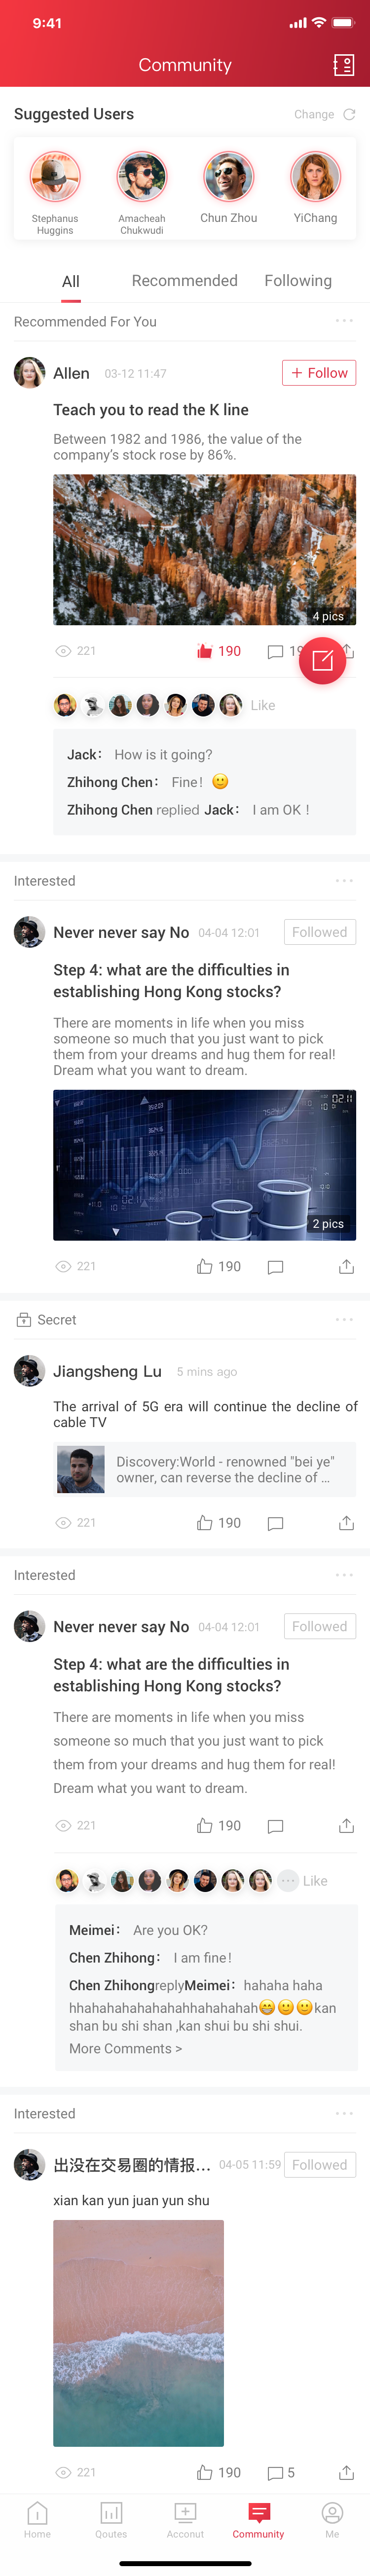 9:41
Community
Suggested Users
Change
Stephanus
Huggins
Amacheah
Chukwudi
Chun Zhou
YiChang
All
Recommended
Following
Recommended For You
Allen 03-12 11:47
+ Follow
Teach you to read the K line
Between 1982 and 1986, the value of the
company's stock rose by 86%.
4 pics
221
190
Like
Jack： How is it going?
Zhihong Chen： Fine！ 🙂
Zhihong Chen replied Jack： I am OK！
Interested
Never never say No 04-04 12:01
Followed
Step 4: what are the difficulties in
establishing Hong Kong stocks?
There are moments in life when you miss
someone so much that you just want to pick
them from your dreams and hug them for real!
Dream what you want to dream.
02.11
2 pics
221
190
Secret
Jiangsheng Lu 5 mins ago
The arrival of 5G era will continue the decline of
cable TV
Discovery:World - renowned "bei ye"
owner, can reverse the decline of ...
221
190
Interested
Never never say No 04-04 12:01
Followed
Step 4: what are the difficulties in
establishing Hong Kong stocks?
There are moments in life when you miss
someone so much that you just want to pick
them from your dreams and hug them for real!
Dream what you want to dream.
221
190
Like
Meimei： Are you OK?
Chen Zhihong： I am fine！
Chen ZhihongreplyMeimei： hahaha haha
hhahahahahahahahhahahahah😁🙂🙂kan
shan bu shi shan ,kan shui bu shi shui.
More Comments >
Interested
出没在交易圈的情报... 04-05 11:59
Followed
xian kan yun juan yun shu
221
190
5
Home
Qoutes
Acconut
Community
Me